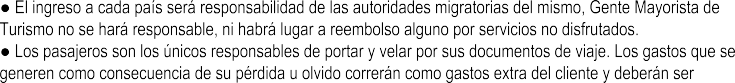 ● El ingreso a cada país será responsabilidad de las autoridades migratorias del mismo, Gente Mayorista de
Turismo no se hará responsable, ni habrá lugar a reembolso alguno por servicios no disfrutados.
● Los pasajeros son los únicos responsables de portar y velar por sus documentos de viaje. Los gastos que se
generen como consecuencia de su pérdida u olvido correrán como gastos extra del cliente y deberán ser